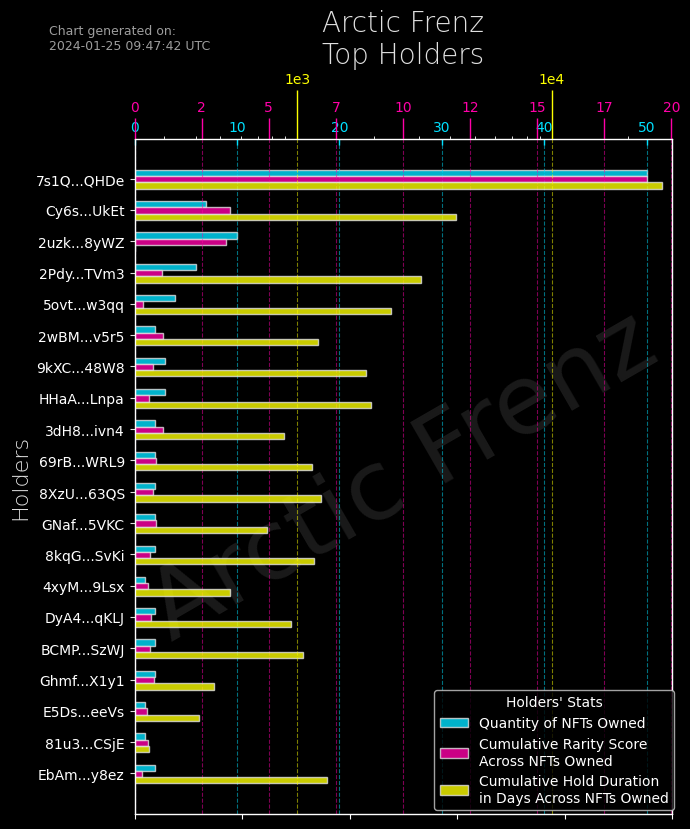 Chart generated on:
2024-01-25 09:47:42 UTC
Arctic Frenz
Top Holders
1e3 1e4
0 2 5 7 10 12 15 17 20
0 10 20 30 40 50
Holders
7s1Q...QHDe
Cy6s...UkEt
2uzk...8yWZ
2Pdy...TVm3
5ovt...w3qq
2wBM...v5r5
9kXC...48W8
HHaA...Lnpa
3dH8...ivn4
69rB...WRL9
8XzU...63QS
GNaf...5VKC
8kqG...SvKi
4xyM...9Lsx
DyA4...qKLJ
BCMP...SzWJ
Ghmf...X1y1
E5Ds...eeVs
81u3...CSjE
EbAm...y8ez
Arctic Frenz
Holders' Stats
Quantity of NFTs Owned
Cumulative Rarity Score
Across NFTs Owned
Cumulative Hold Duration
in Days Across NFTs Owned